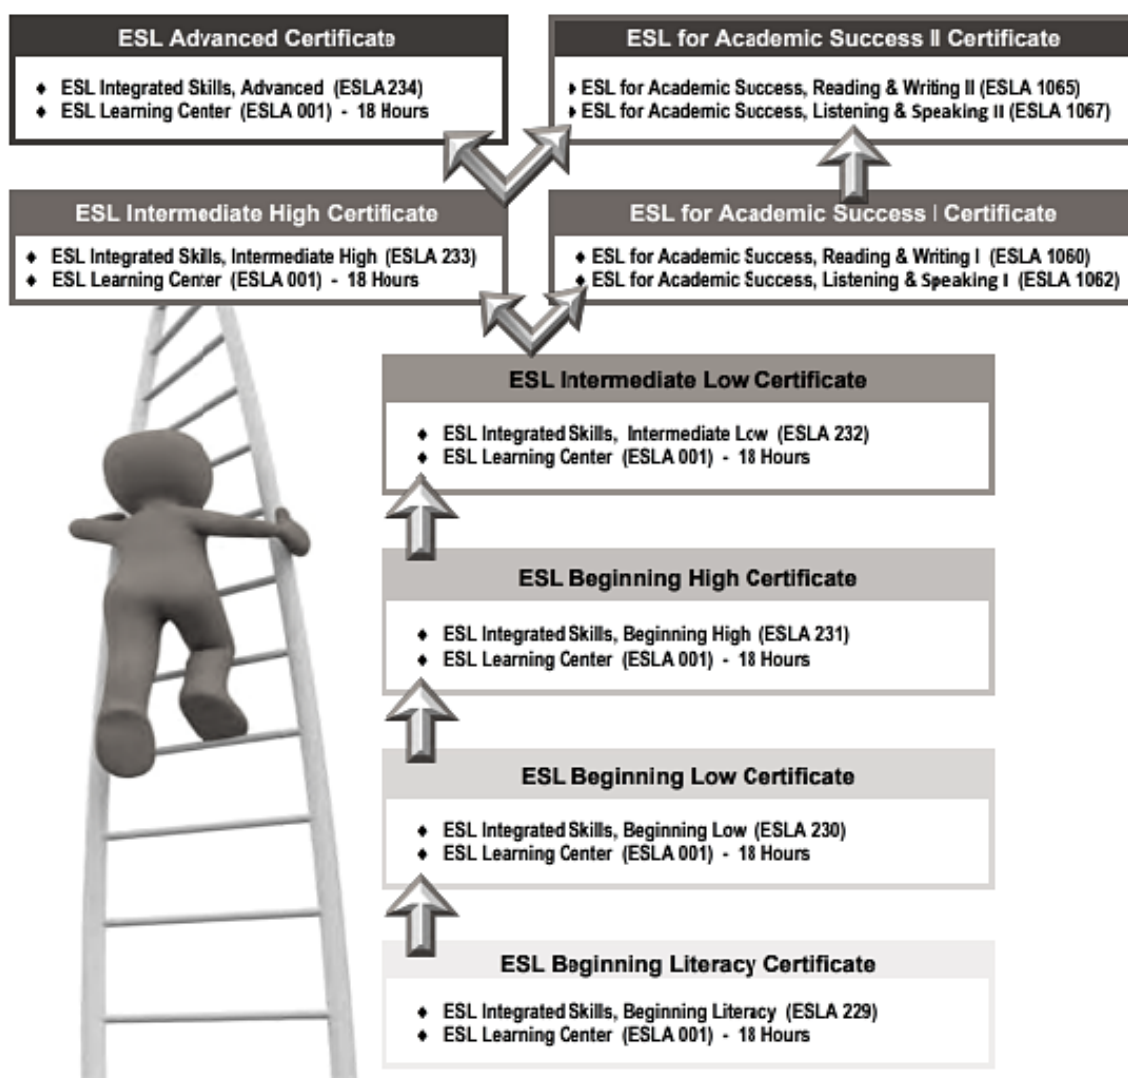 ESL Advanced Certificate
♦ ESL Integrated Skills, Advanced (ESLA 234)
♦ ESL Learning Center (ESLA 001) - 18 Hours
ESL for Academic Success II Certificate
♦ ESL for Academic Success, Reading & Writing II (ESLA 1065)
♦ ESL for Academic Success, Listening & Speaking II (ESLA 1067)
ESL Intermediate High Certificate
♦ ESL Integrated Skills, Intermediate High (ESLA 233)
♦ ESL Learning Center (ESLA 001) - 18 Hours
ESL for Academic Success I Certificate
♦ ESL for Academic Success, Reading & Writing I (ESLA 1060)
♦ ESL for Academic Success, Listening & Speaking I (ESLA 1062)
ESL Intermediate Low Certificate
♦ ESL Integrated Skills, Intermediate Low (ESLA 232)
♦ ESL Learning Center (ESLA 001) - 18 Hours
ESL Beginning High Certificate
♦ ESL Integrated Skills, Beginning High (ESLA 231)
♦ ESL Learning Center (ESLA 001) - 18 Hours
ESL Beginning Low Certificate
♦ ESL Integrated Skills, Beginning Low (ESLA 230)
♦ ESL Learning Center (ESLA 001) - 18 Hours
ESL Beginning Literacy Certificate
♦ ESL Integrated Skills, Beginning Literacy (ESLA 229)
♦ ESL Learning Center (ESLA 001) - 18 Hours